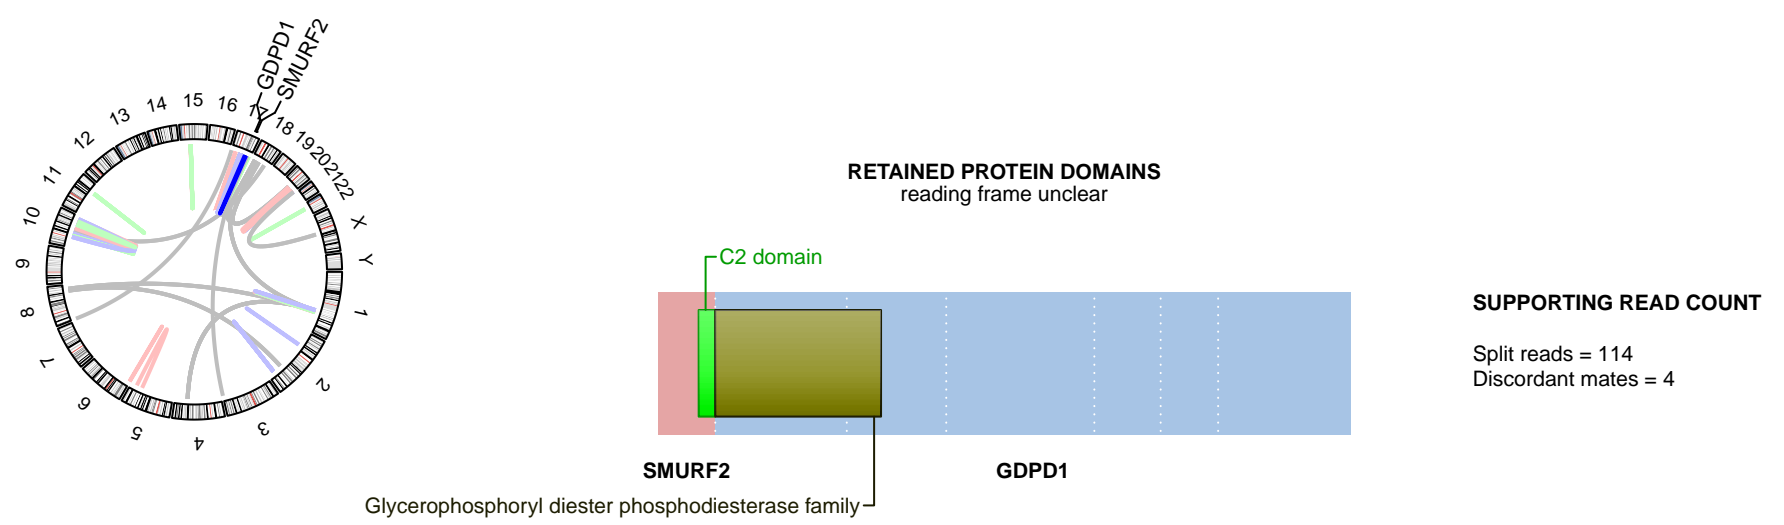 GDPD1
SMURF2
1
2
3
4
5
6
7
8
9
10
11
12
13
14
15
16
17
18
19
20
21
22
X
Y
RETAINED PROTEIN DOMAINS
reading frame unclear
C2 domain
SMURF2
GDPD1
Glycerophosphoryl diester phosphodiesterase family
SUPPORTING READ COUNT
Split reads = 114
Discordant mates = 4